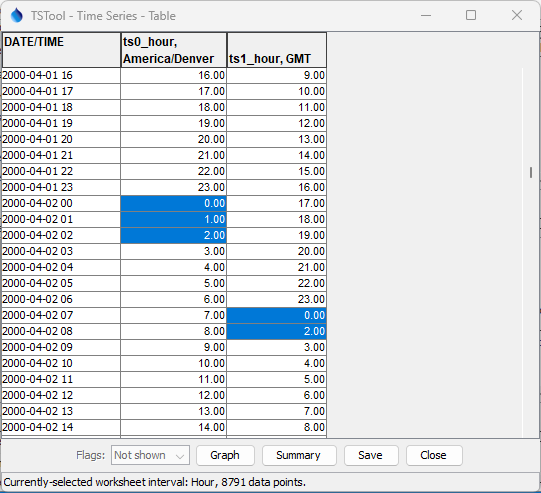 TSTool - Time Series - Table
DATE/TIME ts0_hour, America/Denver ts1_hour, GMT
2000-04-01 16 16.00 9.00
2000-04-01 17 17.00 10.00
2000-04-01 18 18.00 11.00
2000-04-01 19 19.00 12.00
2000-04-01 20 20.00 13.00
2000-04-01 21 21.00 14.00
2000-04-01 22 22.00 15.00
2000-04-01 23 23.00 16.00
2000-04-02 00 0.00 17.00
2000-04-02 01 1.00 18.00
2000-04-02 02 2.00 19.00
2000-04-02 03 3.00 20.00
2000-04-02 04 4.00 21.00
2000-04-02 05 5.00 22.00
2000-04-02 06 6.00 23.00
2000-04-02 07 7.00 0.00
2000-04-02 08 8.00 2.00
2000-04-02 09 9.00 3.00
2000-04-02 10 10.00 4.00
2000-04-02 11 11.00 5.00
2000-04-02 12 12.00 6.00
2000-04-02 13 13.00 7.00
2000-04-02 14 14.00 8.00
Flags: Not shown Graph Summary Save Close
Currently-selected worksheet interval: Hour, 8791 data points.